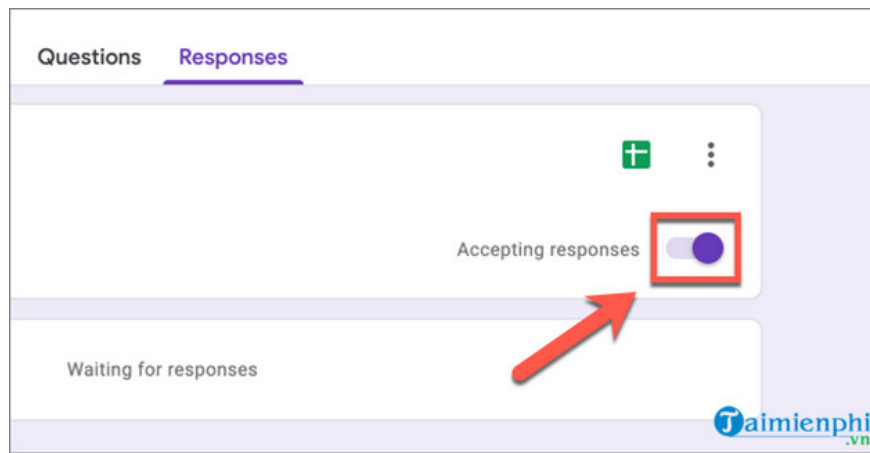 Questions Responses
Accepting responses
Waiting for responses
Taimienphi
.vn